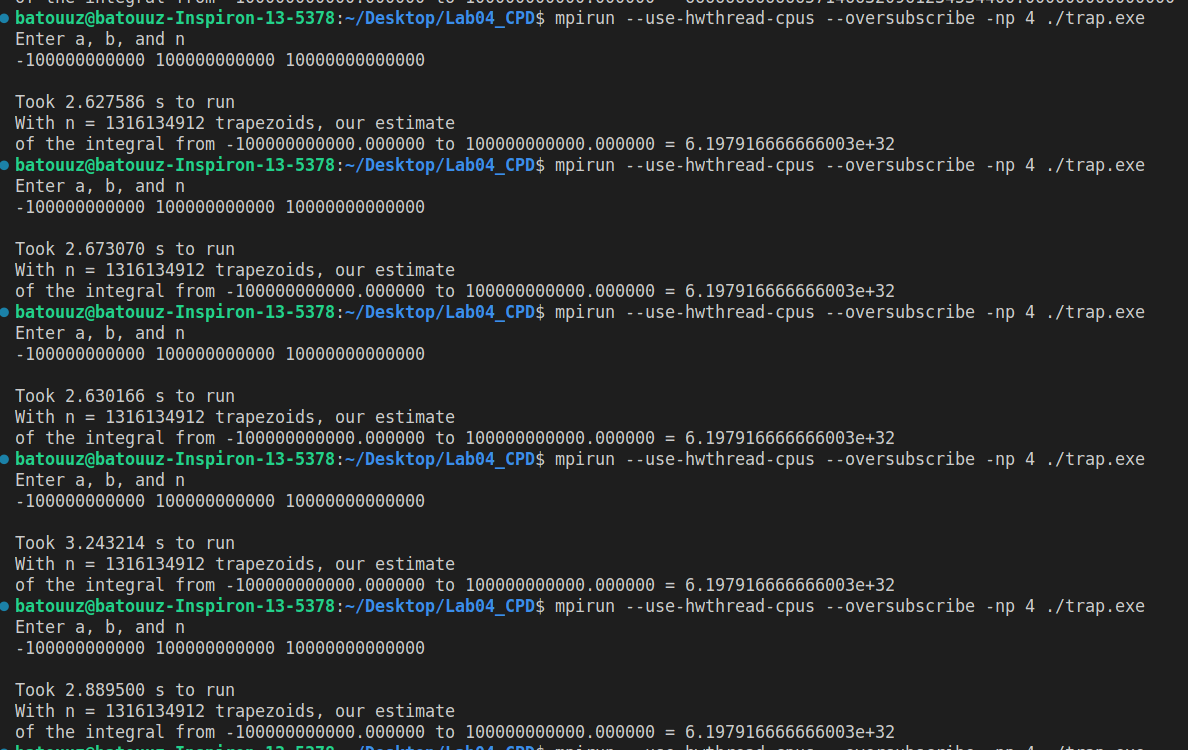 batouuz@batouuz-Inspiron-13-5378:~/Desktop/Lab04_CPD$ mpirun --use-hwthread-cpus --oversubscribe -np 4 ./trap.exe
Enter a, b, and n
-100000000000 100000000000 10000000000000
Took 2.627586 s to run
With n = 1316134912 trapezoids, our estimate
of the integral from -100000000000.000000 to 100000000000.000000 = 6.197916666666003e+32
batouuz@batouuz-Inspiron-13-5378:~/Desktop/Lab04_CPD$ mpirun --use-hwthread-cpus --oversubscribe -np 4 ./trap.exe
Enter a, b, and n
-100000000000 100000000000 10000000000000
Took 2.673070 s to run
With n = 1316134912 trapezoids, our estimate
of the integral from -100000000000.000000 to 100000000000.000000 = 6.197916666666003e+32
batouuz@batouuz-Inspiron-13-5378:~/Desktop/Lab04_CPD$ mpirun --use-hwthread-cpus --oversubscribe -np 4 ./trap.exe
Enter a, b, and n
-100000000000 100000000000 10000000000000
Took 2.630166 s to run
With n = 1316134912 trapezoids, our estimate
of the integral from -100000000000.000000 to 100000000000.000000 = 6.197916666666003e+32
batouuz@batouuz-Inspiron-13-5378:~/Desktop/Lab04_CPD$ mpirun --use-hwthread-cpus --oversubscribe -np 4 ./trap.exe
Enter a, b, and n
-100000000000 100000000000 10000000000000
Took 3.243214 s to run
With n = 1316134912 trapezoids, our estimate
of the integral from -100000000000.000000 to 100000000000.000000 = 6.197916666666003e+32
batouuz@batouuz-Inspiron-13-5378:~/Desktop/Lab04_CPD$ mpirun --use-hwthread-cpus --oversubscribe -np 4 ./trap.exe
Enter a, b, and n
-100000000000 100000000000 10000000000000
Took 2.889500 s to run
With n = 1316134912 trapezoids, our estimate
of the integral from -100000000000.000000 to 100000000000.000000 = 6.197916666666003e+32